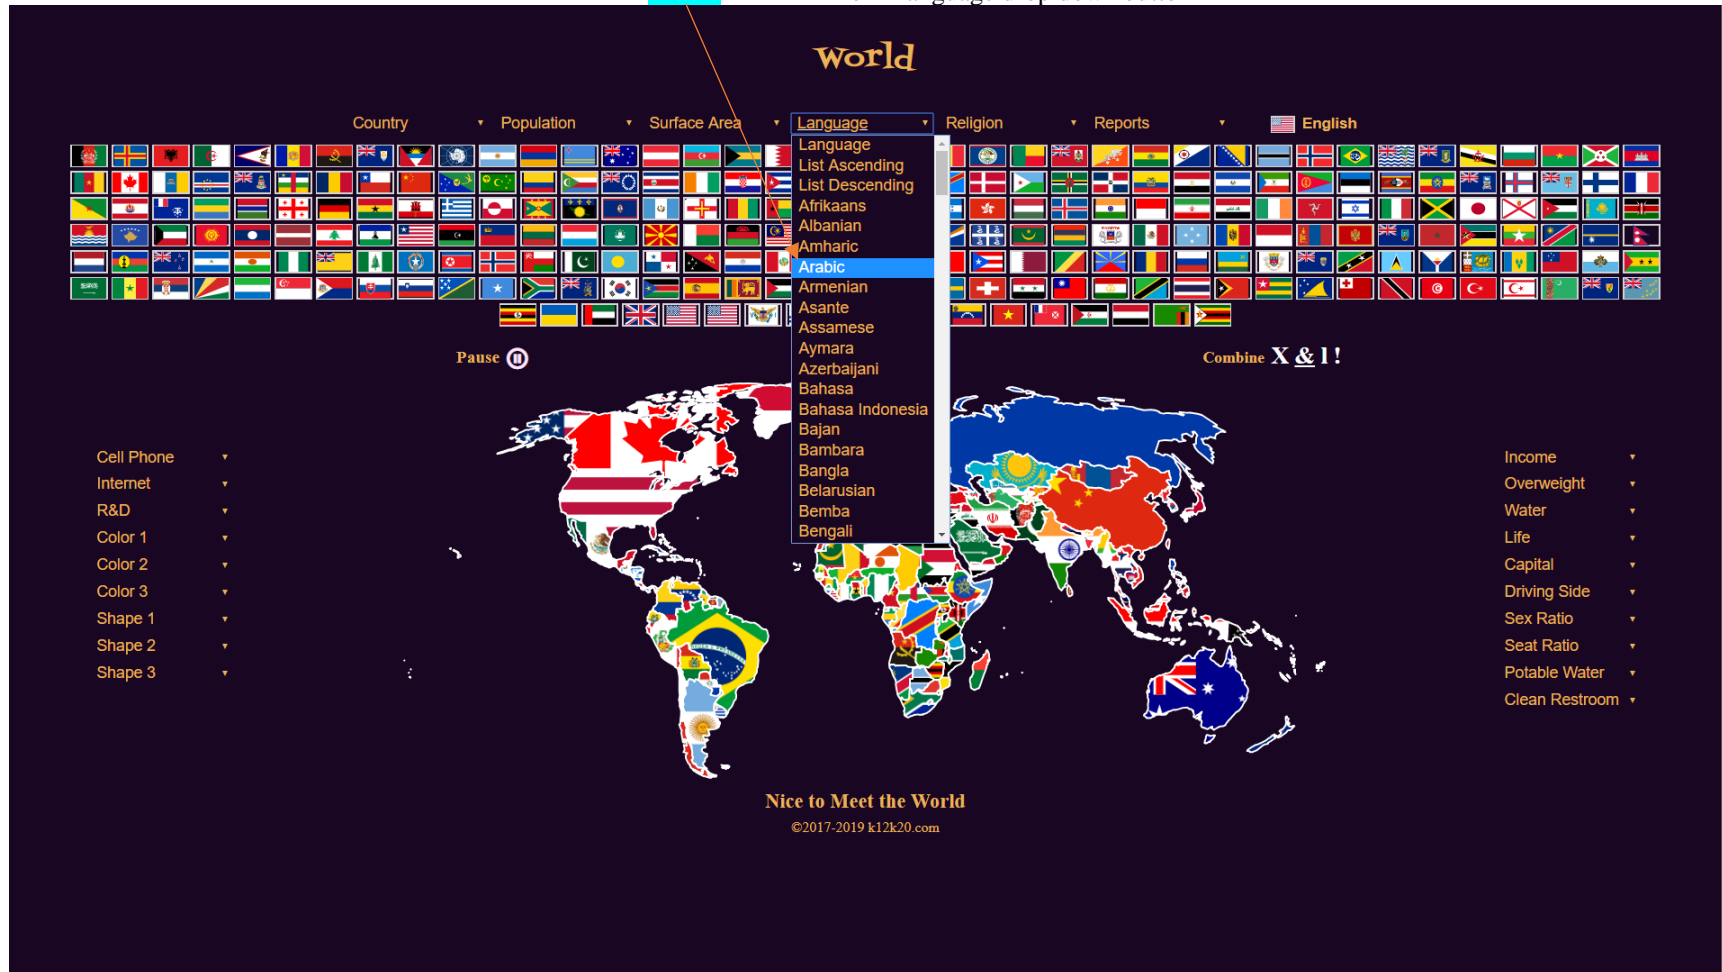 World
Country Population Surface Area Language Religion Reports English
Language
List Ascending
List Descending
Afrikaans
Albanian
Amharic
Arabic
Armenian
Asante
Assamese
Aymara
Azerbaijani
Bahasa
Bahasa Indonesia
Bajan
Bambara
Bangla
Belarusian
Bemba
Bengali
Pause
Combine X & l !
Cell Phone
Internet
R&D
Color 1
Color 2
Color 3
Shape 1
Shape 2
Shape 3
Income
Overweight
Water
Life
Capital
Driving Side
Sex Ratio
Seat Ratio
Potable Water
Clean Restroom
Nice to Meet the World
©2017-2019 k12k20.com